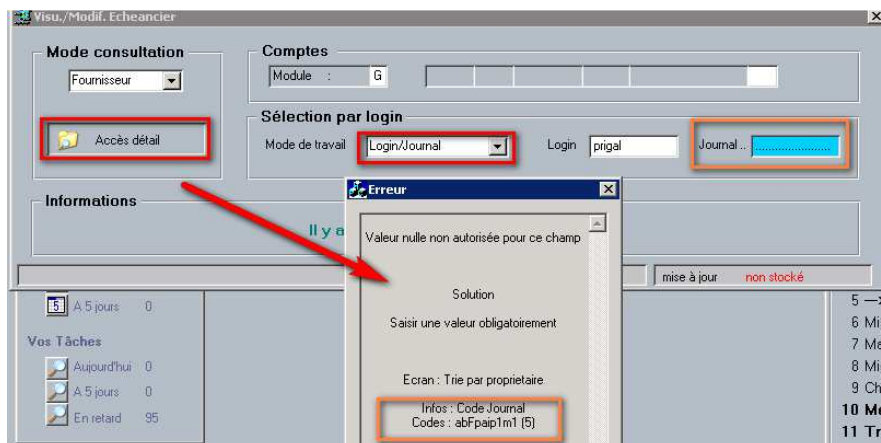 Visu./Modif. Echeancier
Mode consultation
Fournisseur
Accès détail
Comptes
Module :
G
Sélection par login
Mode de travail
Login/Journal
Login
prigal
Journal ..
Informations
Il y a
Erreur
Valeur nulle non autorisée pour ce champ
Solution
Saisir une valeur obligatoirement
Ecran : Trie par proprietaire
Infos : Code Journal
Codes : abFpaip1m1 (5)
mise à jour
non stocké
5
A 5 jours 0
Vos Tâches
Aujourd'hui 0
A 5 jours 0
En retard 95
5 -->
6 Mi
7 Me
8 Mi
9 Ch
10 Mo
11 Tr